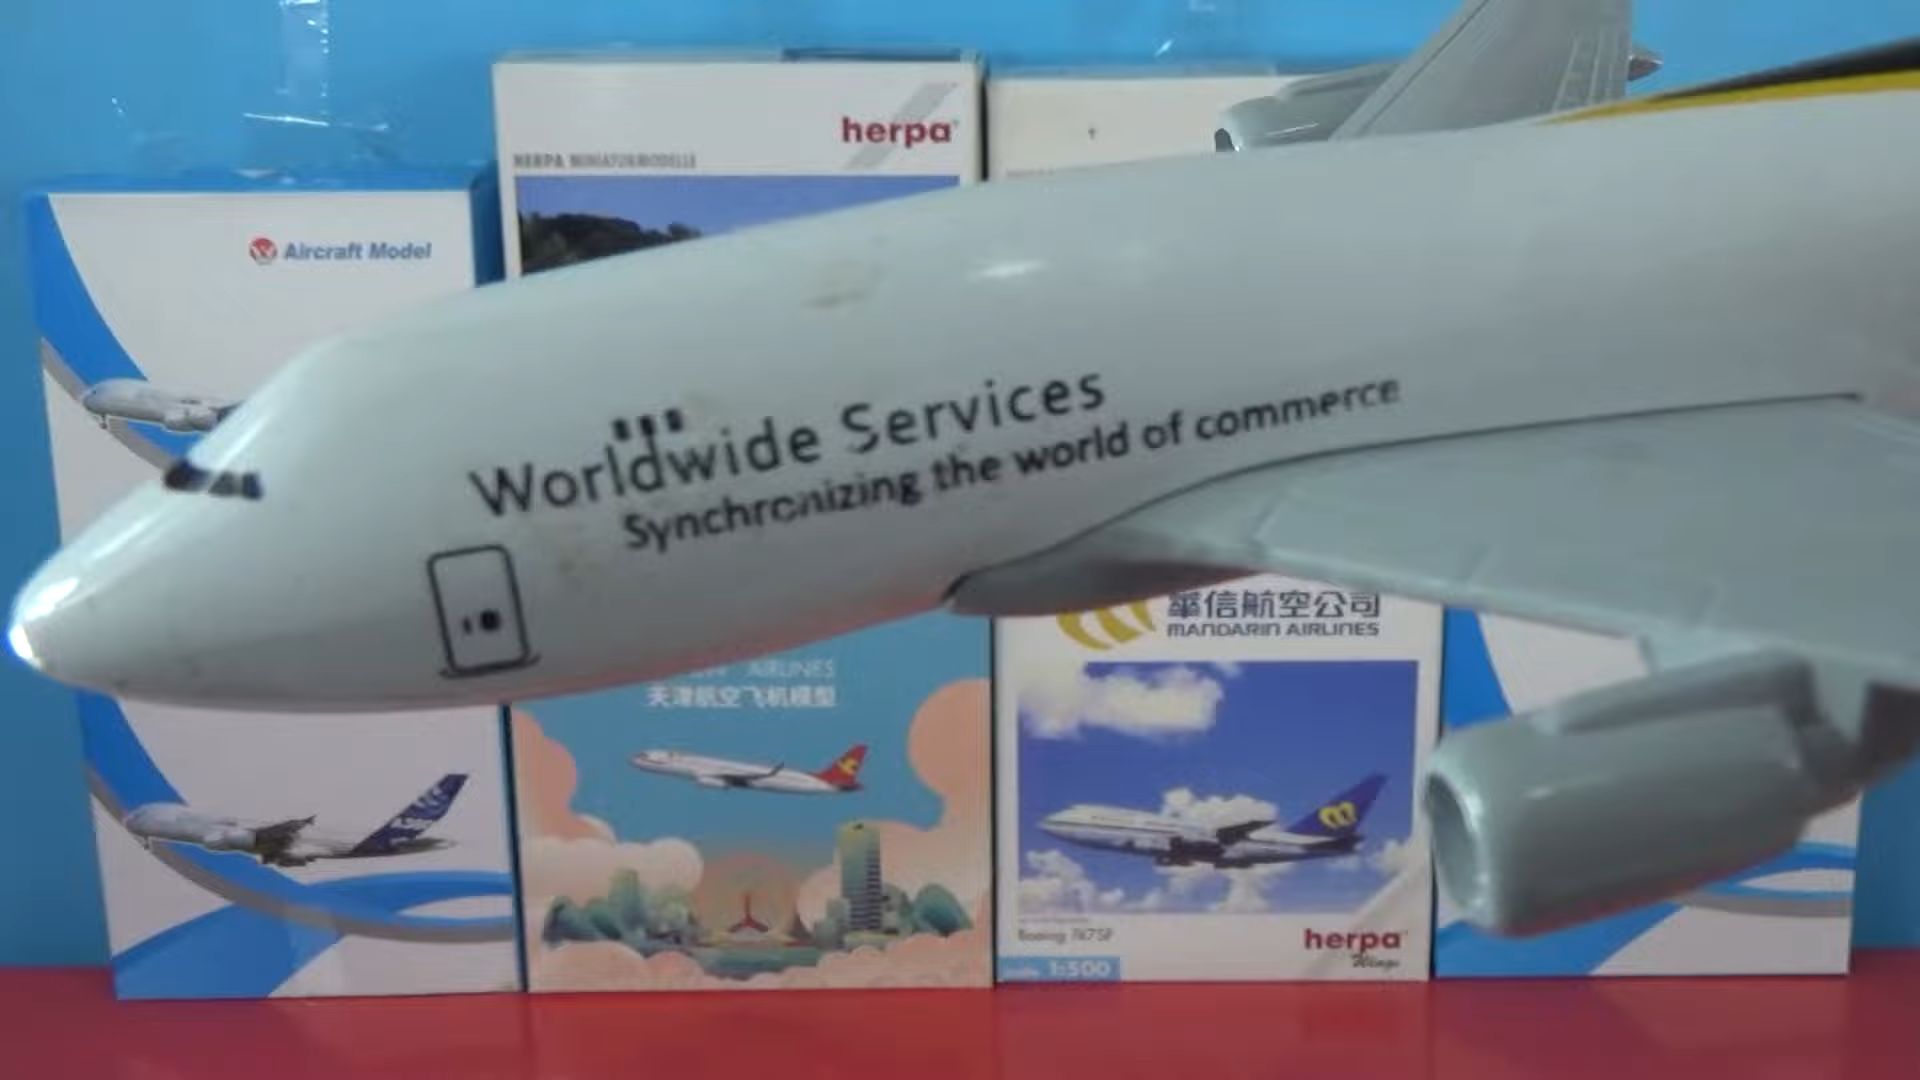 herpa
HERPA MINIATURMODELLE
Aircraft Model
Worldwide Services
Synchronizing the world of commerce
華信航空公司
MANDARIN AIRLINES
AIRLINES
天津航空飞机模型
Boeing 747SP
herpa
Wings
1:500